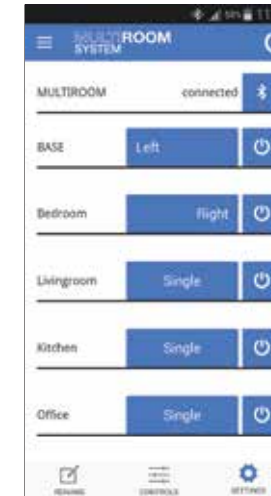 MULTIROOM
SYSTEM
MULTIROOM connected
BASE Left
Bedroom Right
Livingroom Single
Kitchen Single
Office Single
RENAME CONTROLS SETTINGS